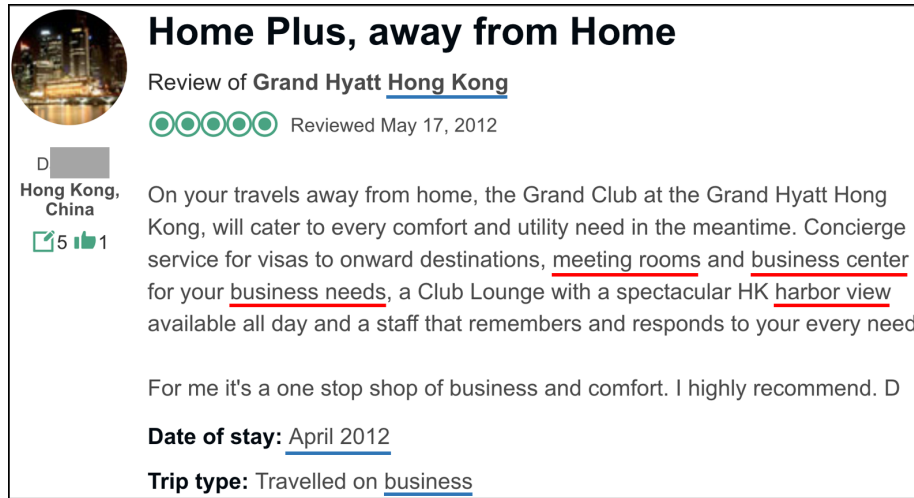 Home Plus, away from Home
Review of Grand Hyatt Hong Kong
Reviewed May 17, 2012
D
Hong Kong,
China
5 1
On your travels away from home, the Grand Club at the Grand Hyatt Hong
Kong, will cater to every comfort and utility need in the meantime. Concierge
service for visas to onward destinations, meeting rooms and business center
for your business needs, a Club Lounge with a spectacular HK harbor view
available all day and a staff that remembers and responds to your every need
For me it's a one stop shop of business and comfort. I highly recommend. D
Date of stay: April 2012
Trip type: Travelled on business